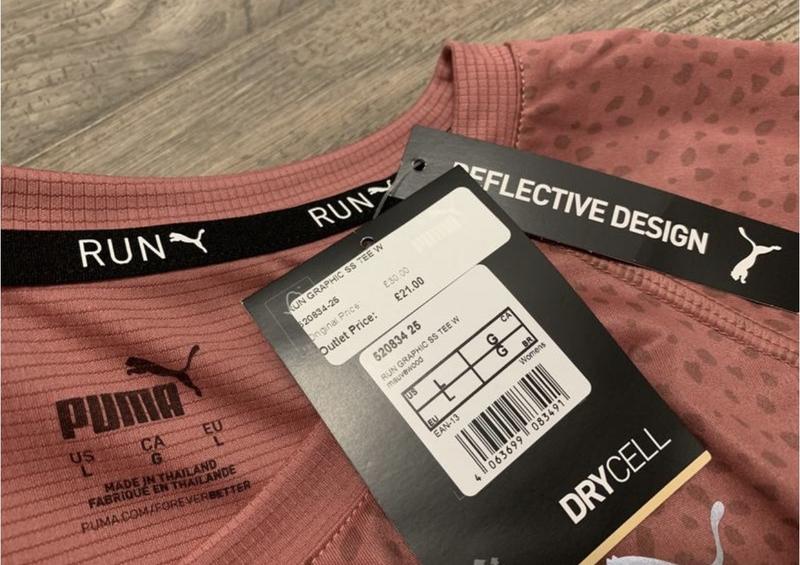 RUN
RUN
REFLECTIVE DESIGN
PUMA
RUN GRAPHIC SS TEE W
520834-25
Original Price: £30.00
Outlet Price: £21.00
520834 25
RUN GRAPHIC SS TEE W
mauvewood
US L G CA
EU L G BR
EAN-13 Womens
4 063699 083491
DRYCELL
PUMA
US CA EU
L G L
MADE IN THAILAND
FABRIQUÉ EN THAÏLANDE
PUMA.COM/FOREVERBETTER